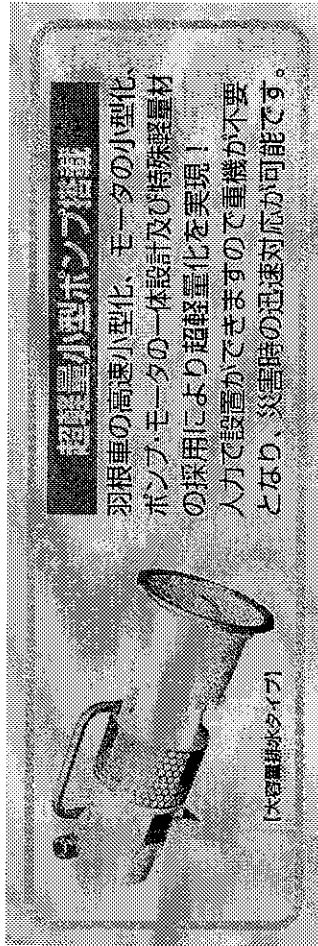 超軽量小型ポンプ搭載
羽根車の高速小型化、モータの小型化、
ポンプ・モータの一体設計及び特殊軽量材
の採用により超軽量化を実現！
人力で設置ができますので重機が不要
となり、災害時の迅速対応が可能です。
【大容量排水タイプ】